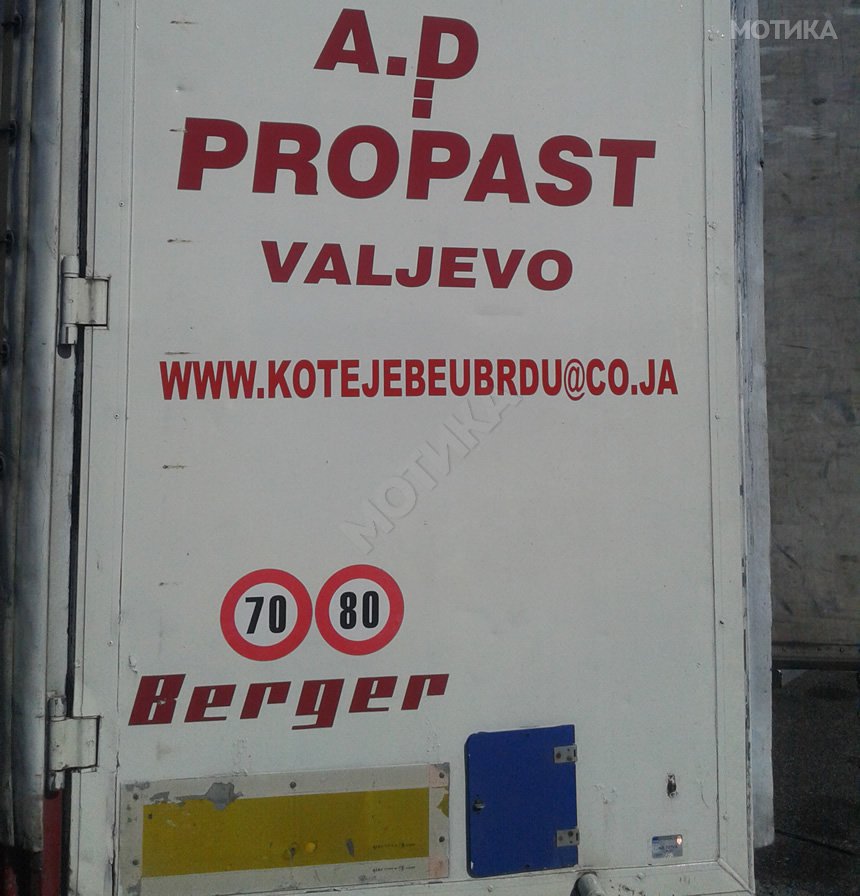 МОТИКА
A.D
PROPAST
VALJEVO
WWW.KOTEJEBEUBRDU@CO.JA
МОТИКА
70 80
Berger